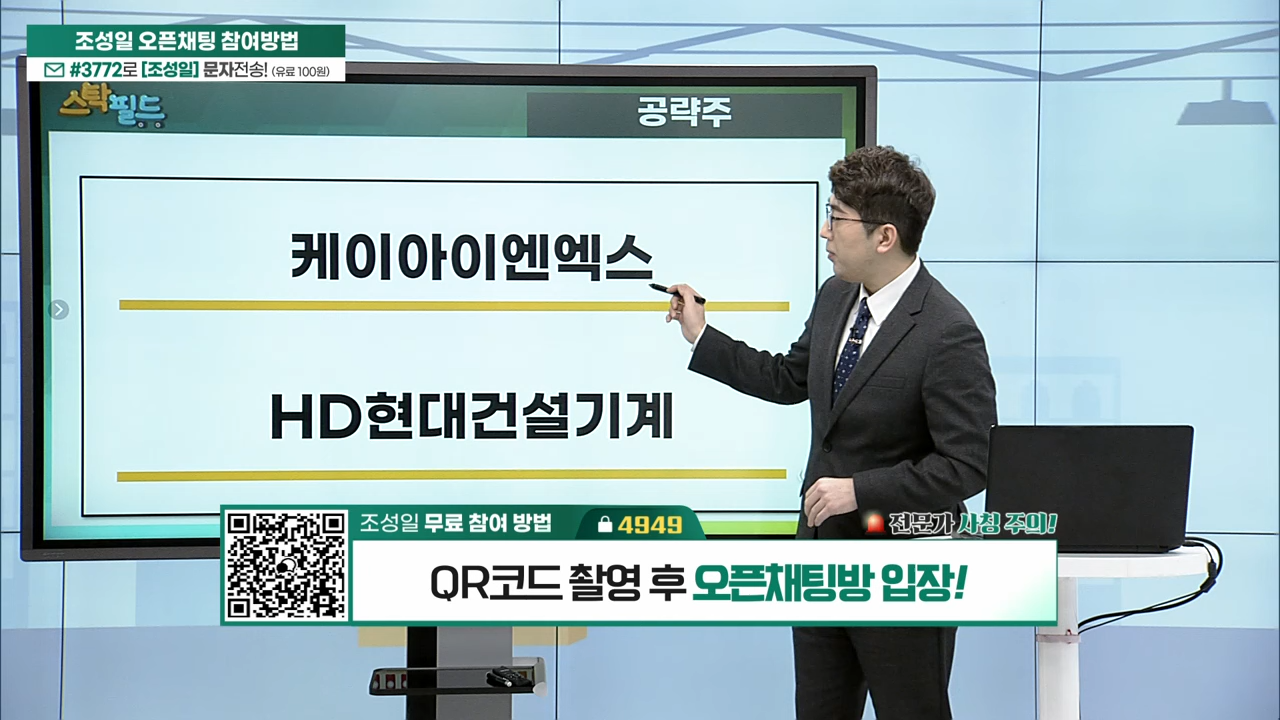 조성일 오픈채팅 참여방법
#3772로 [조성일] 문자전송! (유료 100원)
스탁필드
공략주
케이아이엔엑스
HD현대건설기계
조성일 무료 참여 방법
4949
전문가 사칭 주의!
QR코드 촬영 후 오픈채팅방 입장!